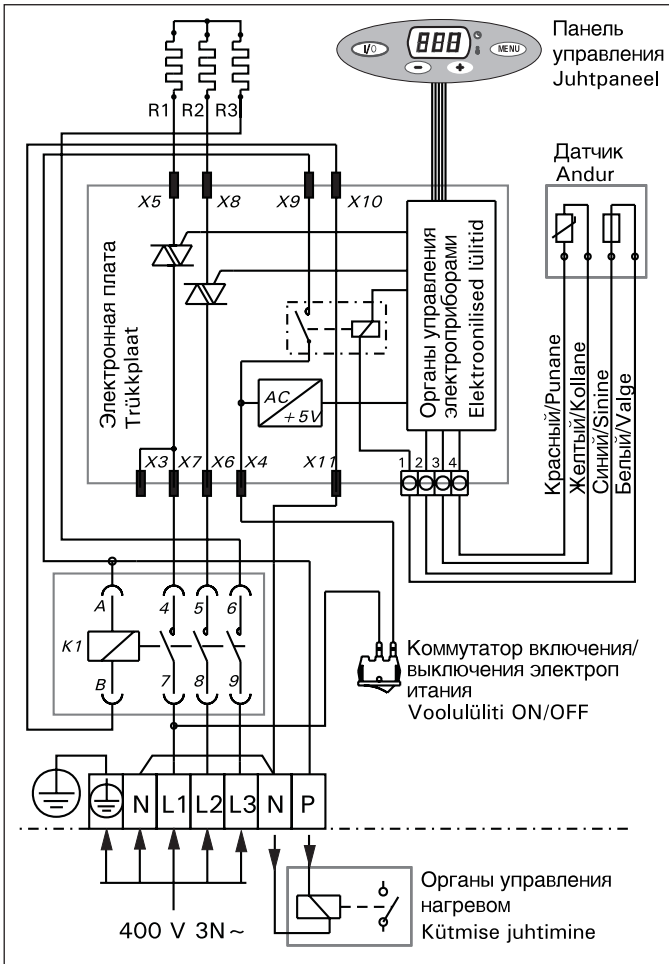 Панель
управления
Juhtpaneel
I/O
888
MENU
−
+
R1 R2 R3
Датчик
Andur
X5 X8 X9 X10
Электронная плата
Trükkplaat
Органы управления
электроприборами
Elektroonilised lülitid
AC
+5V
Красный/Punane
Желтый/Kollane
Синий/Sinine
Белый/Valge
X3 X7 X6 X4 X11
1 2 3 4
A 4 5 6
K1
B 7 8 9
Коммутатор включения/
выключения электроп
итания
Voolulüliti ON/OFF
N L1 L2 L3 N P
400 V 3N~
Органы управления
нагревом
Kütmise juhtimine